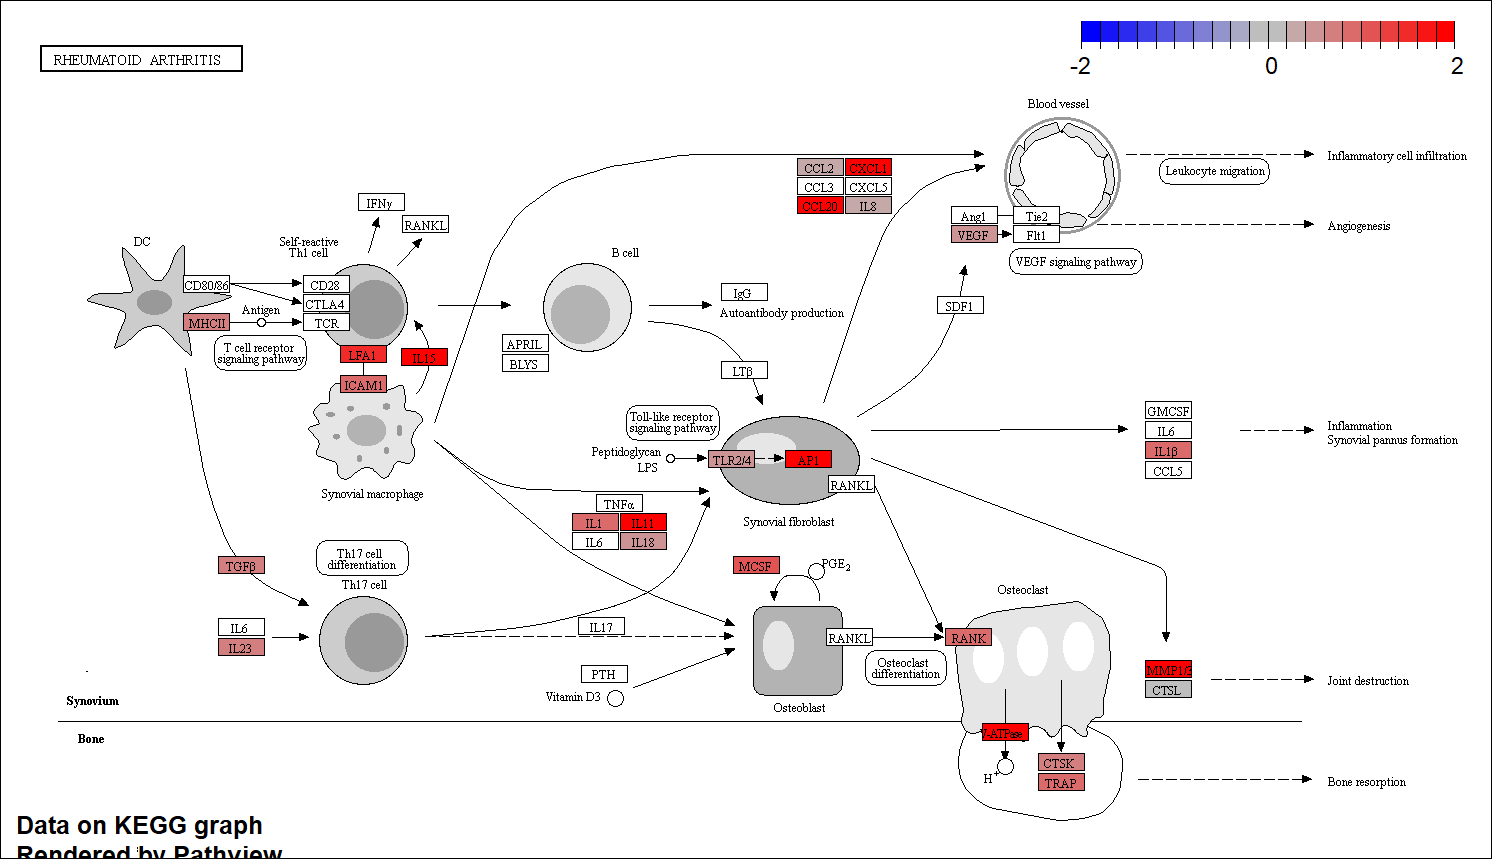 RHEUMATOID ARTHRITIS
-2
0
2
Blood vessel
Inflammatory cell infiltration
Leukocyte migration
CCL2
CXCL1
CCL3
CXCL5
CCL20
IL8
IFNγ
RANKL
Ang1
Tie2
VEGF
Flt1
Angiogenesis
VEGF signaling pathway
DC
Self-reactive
Th1 cell
B cell
CD80/86
CD28
CTLA4
Antigen
MHCII
TCR
IgG
Autoantibody production
SDF1
T cell receptor
signaling pathway
LFA1
IL15
ICAM1
APRIL
BLYS
LTβ
Toll-like receptor
signaling pathway
Peptidoglycan
LPS
TLR2/4
AP1
RANKL
GMCSF
IL6
IL1β
CCL5
Inflammation
Synovial pannus formation
Synovial macrophage
TNFα
IL1
IL11
IL6
IL18
Synovial fibroblast
TGFβ
Th17 cell
differentiation
Th17 cell
MCSF
PGE2
Osteoclast
IL6
IL23
IL17
RANKL
RANK
Osteoclast
differentiation
PTH
Vitamin D3
Osteoblast
MMP1/3
CTSL
Joint destruction
Synovium
Bone
V-ATPase
H+
CTSK
TRAP
Bone resorption
Data on KEGG graph
Rendered by Pathview